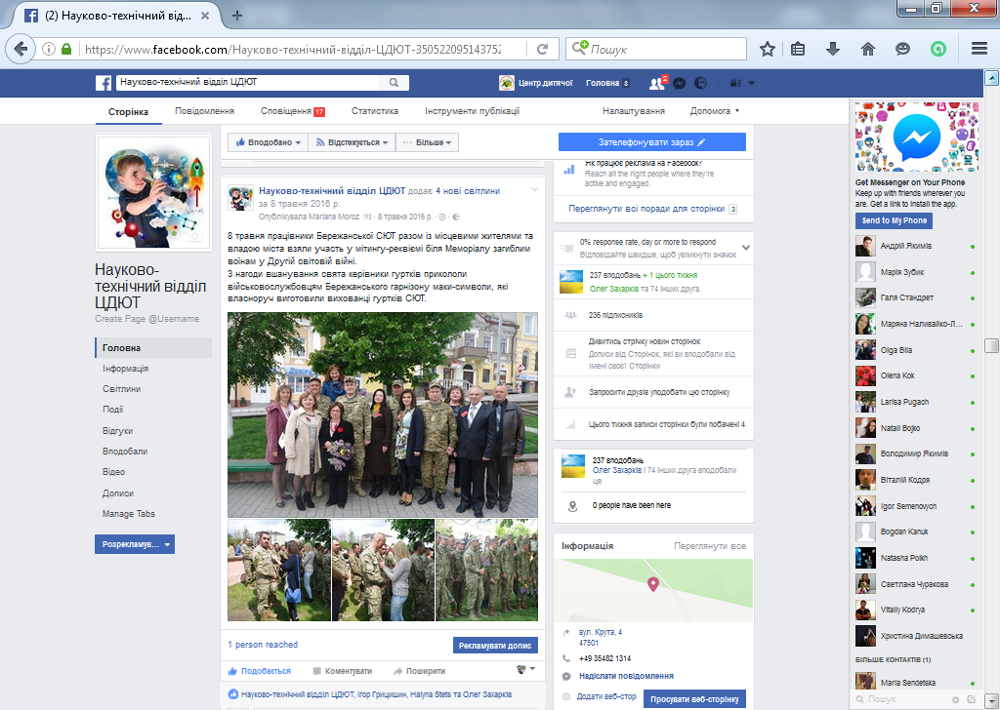 (2) Науково-технічний від...
https://www.facebook.com/Науково-технічний-відділ-ЦДЮТ-35052209514375
Пошук
Науково-технічний відділ ЦДЮТ
Центр.дитячої
Головна 8
2
Сторінка
Повідомлення
Сповіщення 17
Статистика
Інструменти публікації
Налаштування
Допомога
Науково-
технічний відділ
ЦДЮТ
Create Page @Username
Головна
Інформація
Світлини
Події
Відгуки
Вподобали
Відео
Дописи
Manage Tabs
Розрекламув...
Вподобано
Відстежується
Більше
Науково-технічний відділ ЦДЮТ додає 4 нові світлини
за 8 травня 2016 р.
Опублікувала Mariana Moroz [?] · 8 травня 2016 р. ·
8 травня працівники Бережанської СЮТ разом із місцевими жителями та
владою міста взяли участь у мітингу-реквіємі біля Меморіалу загиблим
воїнам у Другій світовій війні.
З нагоди вшанування свята керівники гуртків прикололи
військовослужбовцям Бережанського гарнізону маки-символи, які
власноруч виготовили вихованці гуртків СЮТ.
1 person reached
Рекламувати допис
Подобається
Коментувати
Поширити
Науково-технічний відділ ЦДЮТ, Ігор Грицишин, Halyna Stets та Олег Захарків
Зателефонувати зараз
Як працює реклама на Facebook?
Reach all the right people where they're
active and engaged.
Переглянути всі поради для сторінки 3
0% response rate, day or more to respond
Відповідайте швидше, щоб увімкнути значок
237 вподобань + 1 цього тижня
Олег Захарків та 74 інших друга.
236 підписників
Дивитись стрічку новин сторінок
Дописи від Сторінок, які ви вподобали від
імені своєї Сторінки
Запросити друзів уподобати цю сторінку
Цього тижня записи сторінки були побачені 4
237 вподобань
Олег Захарків і 74 інших друга вподобали
це
0 people have been here
Інформація
Переглянути все
вул. Крута, 4
47501
+49 35482 1314
Надіслати повідомлення
Додати веб-стор
Просувати веб-сторінку
Get Messenger on Your Phone
Keep up with friends wherever you
are. Get a link to install the app.
Send to My Phone
Андрій Якимів
Марія Зубик
Галя Стандрет
Маряна Наливайко-Л...
Olga Bila
Olena Kok
Larisa Pugach
Natali Bojko
Володимир Якимів
Віталій Кодря
Igor Semenovych
Bogdan Kanuk
Natasha Polkh
Светлана Чуракова
Vitaliy Kodrya
Христина Димашевська
БІЛЬШЕ КОНТАКТІВ (1)
Maria Sendetska
Пошук